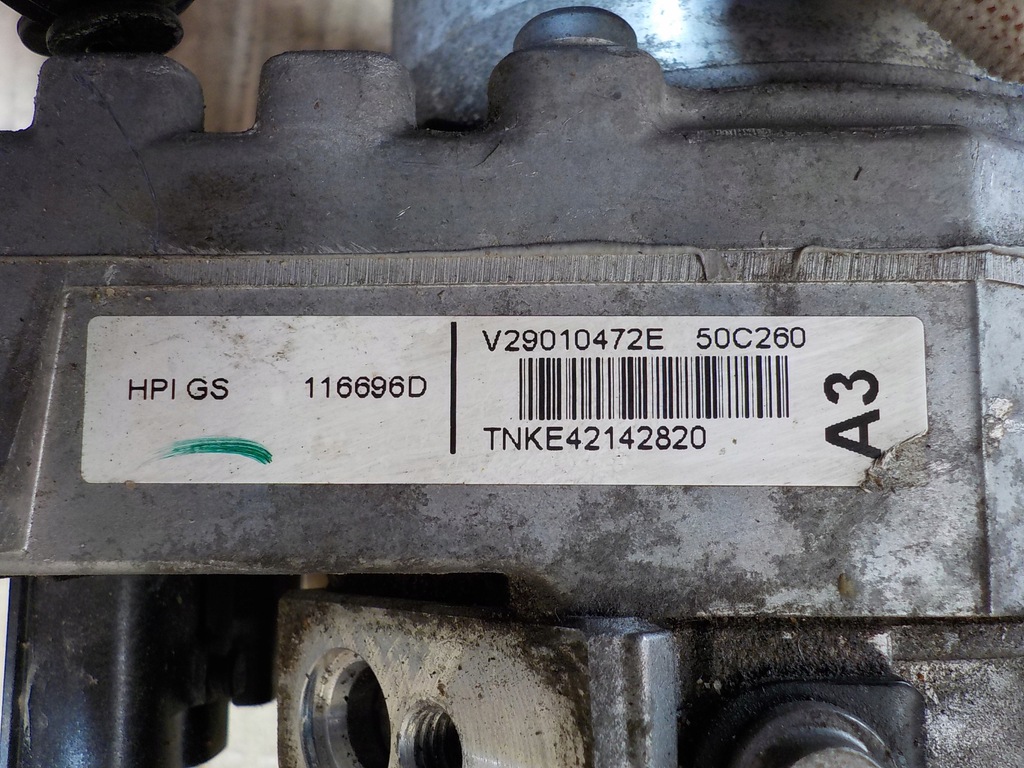 HPI GS 116696D
V29010472E 50C260
TNKE42142820
A3